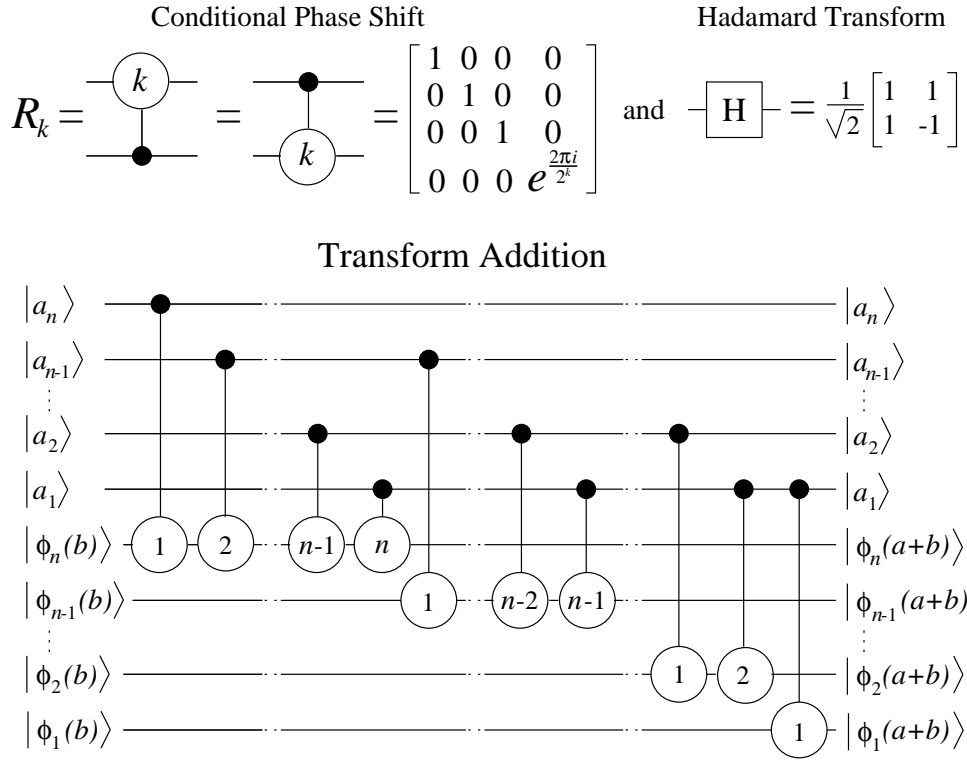 Conditional Phase Shift
Hadamard Transform
R_k = k = k = [1 0 0 0
0 1 0 0
0 0 1 0
0 0 0 e^{2πi/2^k}]
and
H = 1/√2 [1 1
1 -1]
Transform Addition
|a_n⟩ |a_n⟩
|a_{n-1}⟩ |a_{n-1}⟩
|a_2⟩ |a_2⟩
|a_1⟩ |a_1⟩
|ϕ_n(b)⟩ 1 2 n-1 n |ϕ_n(a+b)⟩
|ϕ_{n-1}(b)⟩ 1 n-2 n-1 |ϕ_{n-1}(a+b)
|ϕ_2(b)⟩ 1 2 |ϕ_2(a+b)⟩
|ϕ_1(b)⟩ 1 |ϕ_1(a+b)⟩